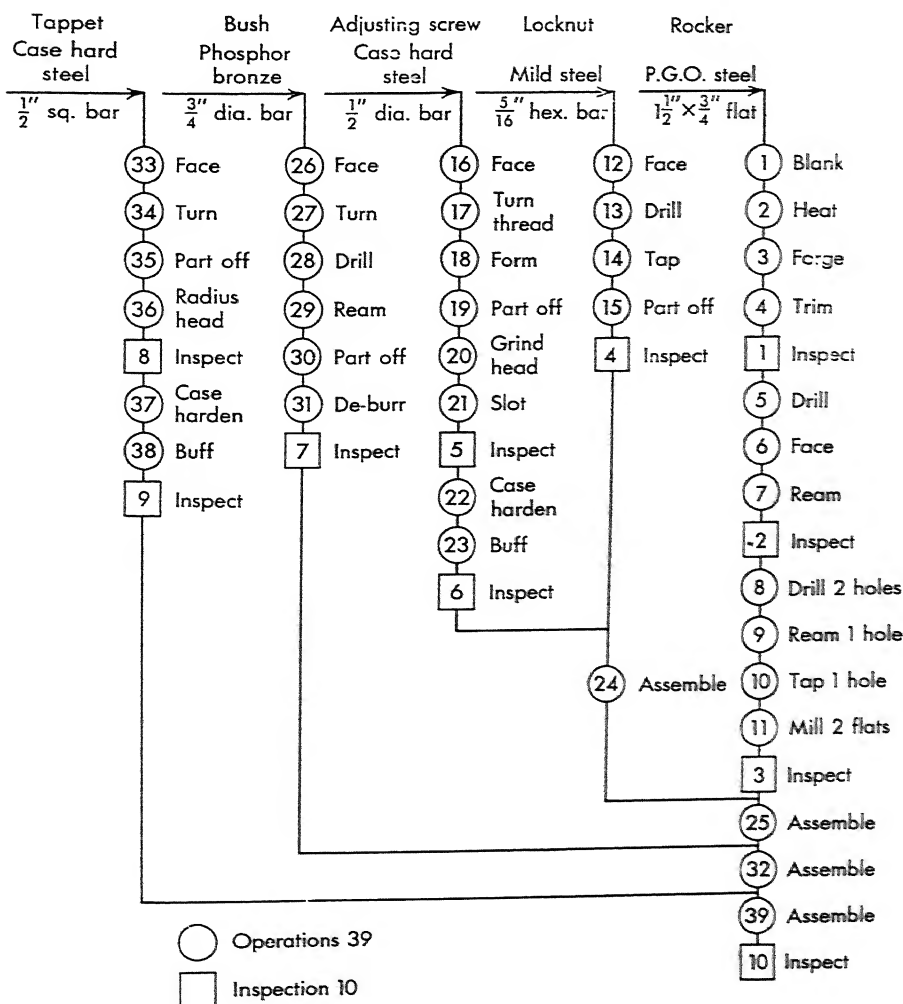 Tappet
Case hard
steel
1/2" sq. bar
33 Face
34 Turn
35 Part off
36 Radius
head
8 Inspect
37 Case
harden
38 Buff
9 Inspect
Bush
Phosphor
bronze
3/4" dia. bar
26 Face
27 Turn
28 Drill
29 Ream
30 Part off
31 De-burr
7 Inspect
Adjusting screw
Case hard
steel
1/2" dia. bar
16 Face
17 Turn
thread
18 Form
19 Part off
20 Grind
head
21 Slot
5 Inspect
22 Case
harden
23 Buff
6 Inspect
Locknut
Mild steel
5/16" hex. bar
12 Face
13 Drill
14 Tap
15 Part off
4 Inspect
24 Assemble
Rocker
P.G.O. steel
1 1/2" × 3/4" flat
1 Blank
2 Heat
3 Forge
4 Trim
1 Inspect
5 Drill
6 Face
7 Ream
2 Inspect
8 Drill 2 holes
9 Ream 1 hole
10 Tap 1 hole
11 Mill 2 flats
3 Inspect
25 Assemble
32 Assemble
39 Assemble
10 Inspect
Operations 39
Inspection 10